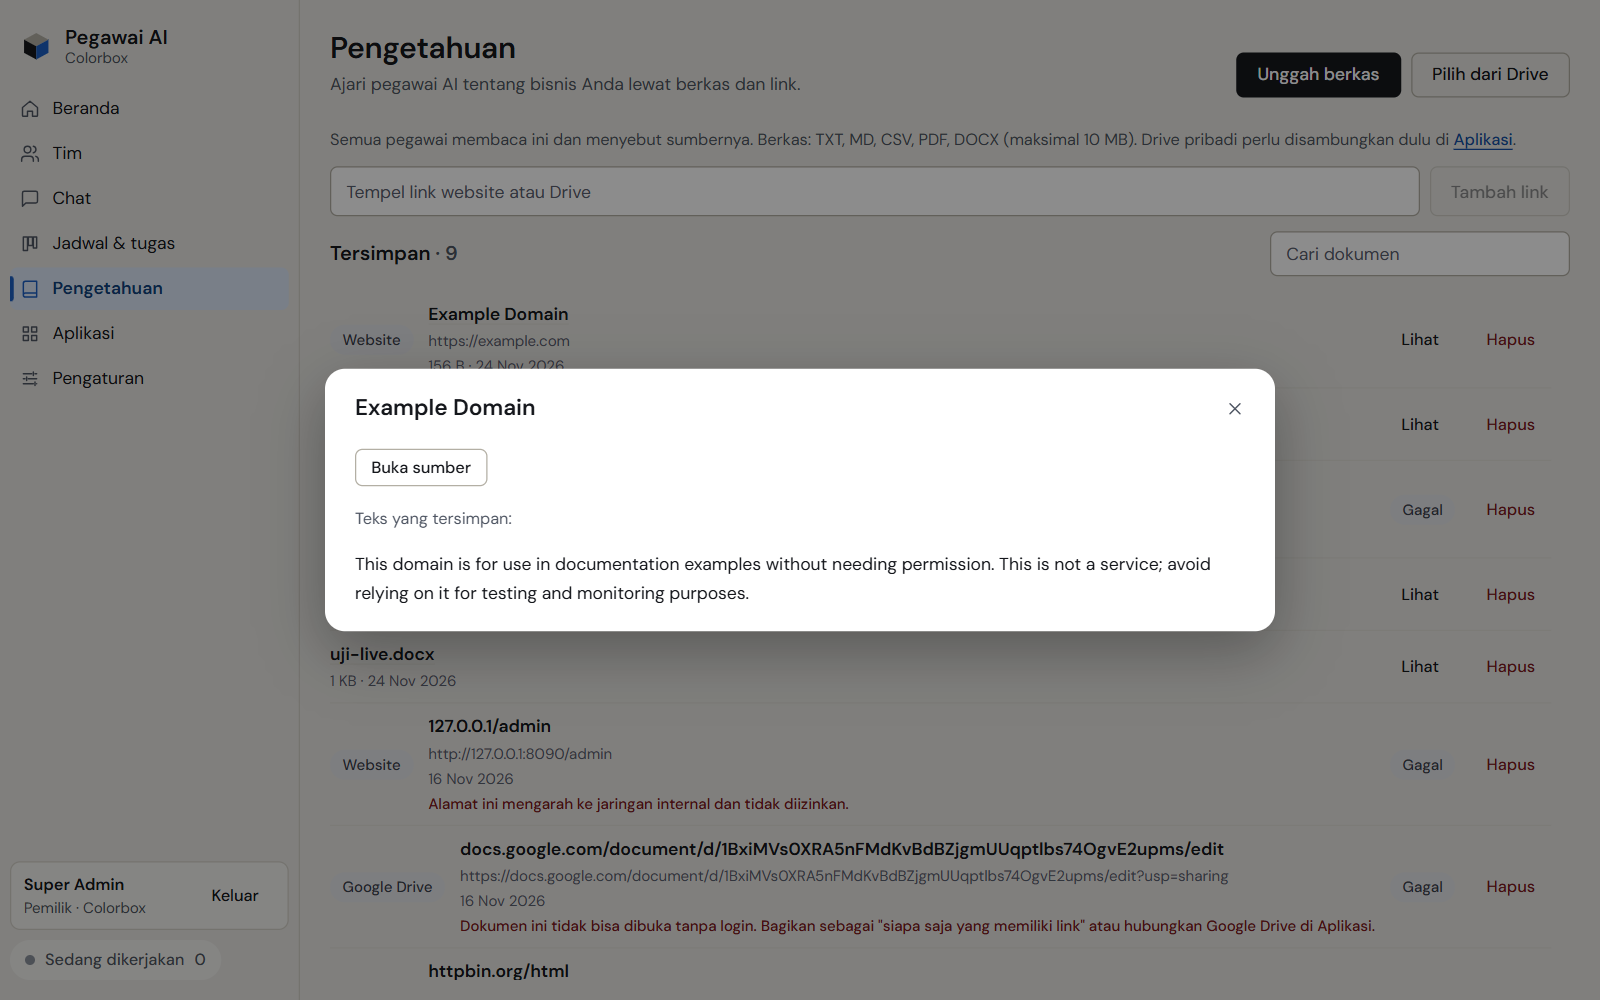 Pegawai AI
Colorbox
Beranda
Tim
Chat
Jadwal & tugas
Pengetahuan
Aplikasi
Pengaturan
Super Admin
Pemilik · Colorbox
Keluar
Sedang dikerjakan 0
Pengetahuan
Ajari pegawai AI tentang bisnis Anda lewat berkas dan link.
Unggah berkas
Pilih dari Drive
Semua pegawai membaca ini dan menyebut sumbernya. Berkas: TXT, MD, CSV, PDF, DOCX (maksimal 10 MB). Drive pribadi perlu disambungkan dulu di Aplikasi.
Tempel link website atau Drive
Tambah link
Tersimpan · 9
Cari dokumen
Website
Example Domain
https://example.com
156 B · 24 Nov 2026
Lihat
Hapus
Lihat
Hapus
Gagal
Hapus
Lihat
Hapus
Example Domain
Buka sumber
Teks yang tersimpan:
This domain is for use in documentation examples without needing permission. This is not a service; avoid
relying on it for testing and monitoring purposes.
uji-live.docx
1 KB · 24 Nov 2026
Lihat
Hapus
Website
127.0.0.1/admin
http://127.0.0.1:8090/admin
16 Nov 2026
Alamat ini mengarah ke jaringan internal dan tidak diizinkan.
Gagal
Hapus
Google Drive
docs.google.com/document/d/1BxiMVs0XRA5nFMdKvBdBZjgmUUqptlbs74OgvE2upms/edit
https://docs.google.com/document/d/1BxiMVs0XRA5nFMdKvBdBZjgmUUqptlbs74OgvE2upms/edit?usp=sharing
16 Nov 2026
Dokumen ini tidak bisa dibuka tanpa login. Bagikan sebagai "siapa saja yang memiliki link" atau hubungkan Google Drive di Aplikasi.
Gagal
Hapus
httpbin.org/html